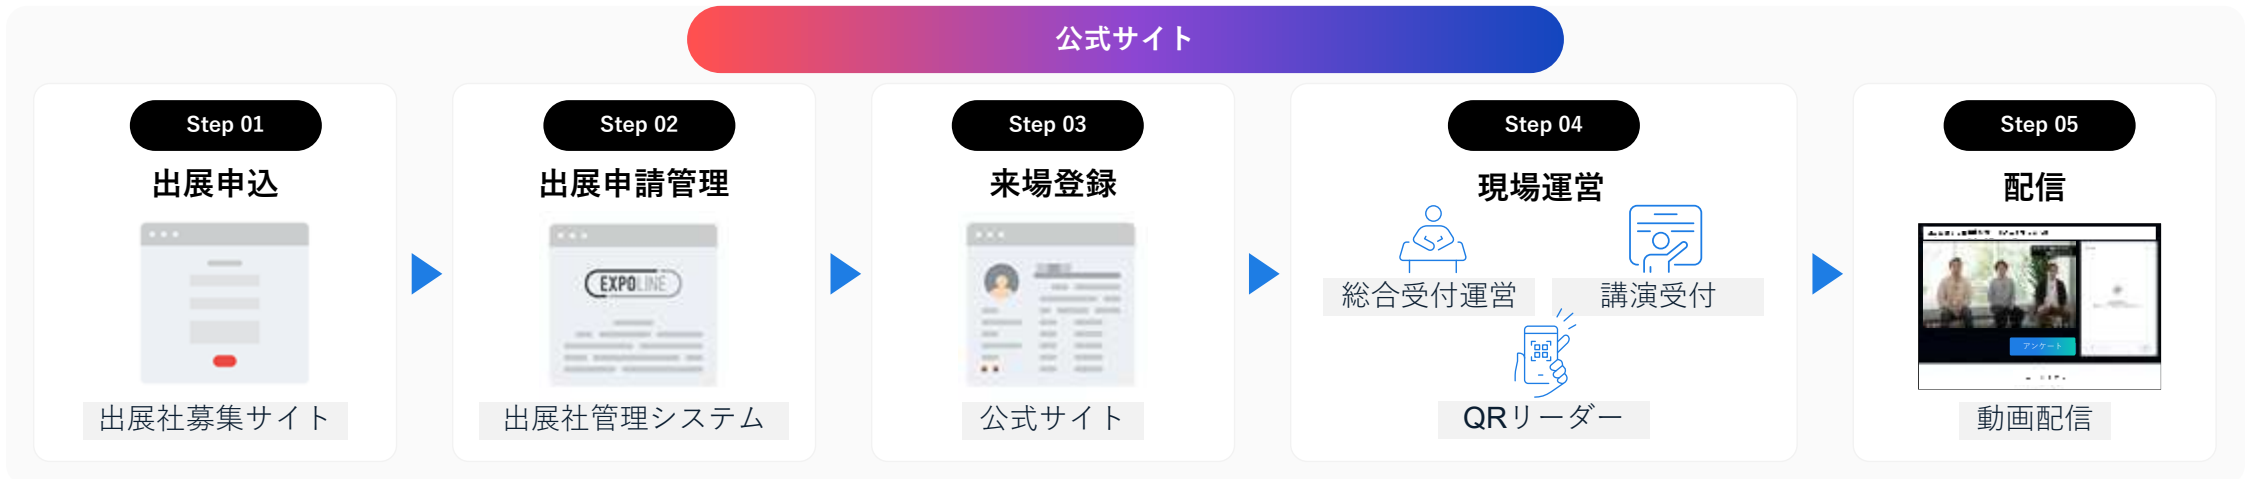 公式サイト
Step 01
出展申込
出展社募集サイト
Step 02
出展申請管理
EXPOLINE
出展社管理システム
Step 03
来場登録
公式サイト
Step 04
現場運営
総合受付運営
講演受付
QRリーダー
Step 05
配信
アンケート
動画配信